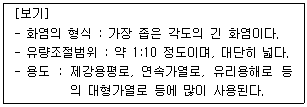 [보기]
- 화염의 형식 : 가장 좁은 각도의 긴 화염이다.
- 유량조절범위 : 약 1:10 정도이며, 대단히 넓다.
- 용도 : 제강용평로, 연속가열로, 유리용해로 등
의 대형가열로 등에 많이 사용된다.